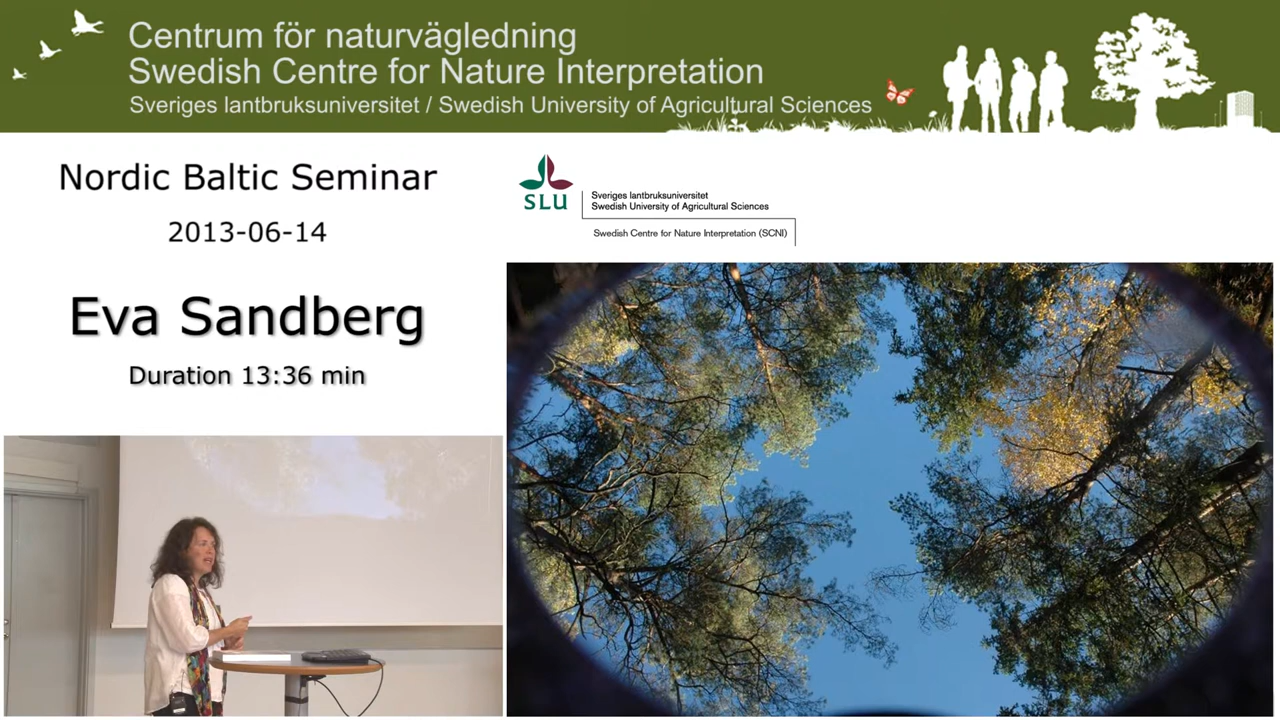 Centrum för naturvägledning
Swedish Centre for Nature Interpretation
Sveriges lantbruksuniversitet / Swedish University of Agricultural Sciences
Nordic Baltic Seminar
2013-06-14
Eva Sandberg
Duration 13:36 min
SLU
Sveriges lantbruksuniversitet
Swedish University of Agricultural Sciences
Swedish Centre for Nature Interpretation (SCNI)